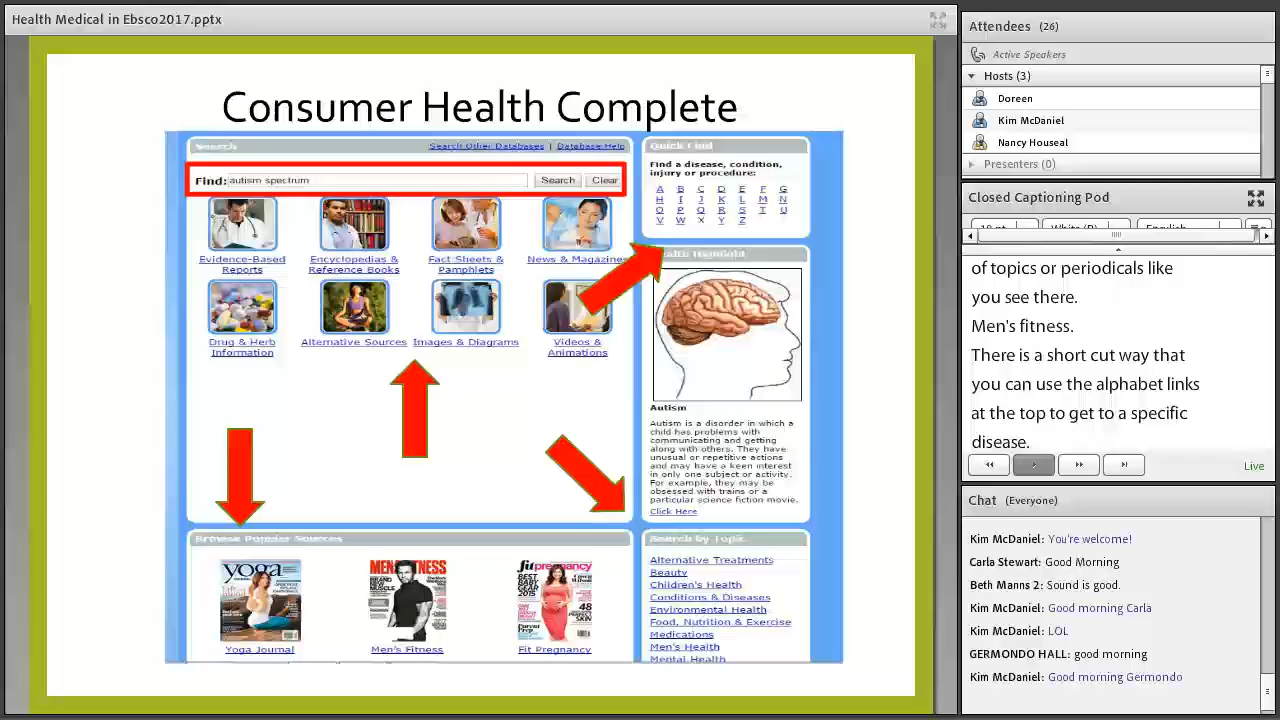 Health Medical in Ebsco2017.pptx
Consumer Health Complete
Search
Search Other Databases | Database Help
Find: autism spectrum
Search
Clear
Evidence-Based
Reports
Encyclopedias &
Reference Books
Fact Sheets &
Pamphlets
News & Magazines
Drug & Herb
Information
Alternative Sources
Images & Diagrams
Videos &
Animations
Browse Popular Sources
yoga
MEN'S FITNESS
fitpregnancy
Yoga Journal
Men's Fitness
Fit Pregnancy
Quick Find
Find a disease, condition,
injury or procedure:
A B C D E F G
H I J K L M N
O P Q R S T U
V W X Y Z
Autism
Autism is a disorder in which a
child has problems with
communicating and getting
along with others. They have
unusual or repetitive actions
and may have a keen interest
in only one subject or activity.
For example, they may be
obsessed with trains or a
particular science fiction movie.
Click Here
Search by Topic
Alternative Treatments
Beauty
Children's Health
Conditions & Diseases
Environmental Health
Food, Nutrition & Exercise
Medications
Men's Health
Mental Health
Attendees (26)
Active Speakers
Hosts (3)
Doreen
Kim McDaniel
Nancy Houseal
Presenters (0)
Closed Captioning Pod
of topics or periodicals like
you see there.
Men's fitness.
There is a short cut way that
you can use the alphabet links
at the top to get to a specific
disease.
Live
Chat (Everyone)
Kim McDaniel: You're welcome!
Carla Stewart: Good Morning
Beth Manns 2: Sound is good
Kim McDaniel: Good morning Carla
Kim McDaniel: LOL
GERMONDO HALL: good morning
Kim McDaniel: Good morning Germondo